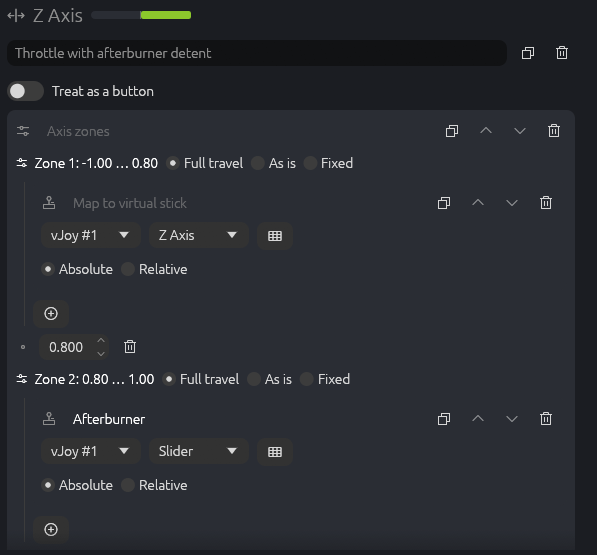 Z Axis
Throttle with afterburner detent
Treat as a button
Axis zones
Zone 1: -1.00 ... 0.80 Full travel As is Fixed
Map to virtual stick
vJoy #1 Z Axis
Absolute Relative
0.800
Zone 2: 0.80 ... 1.00 Full travel As is Fixed
Afterburner
vJoy #1 Slider
Absolute Relative